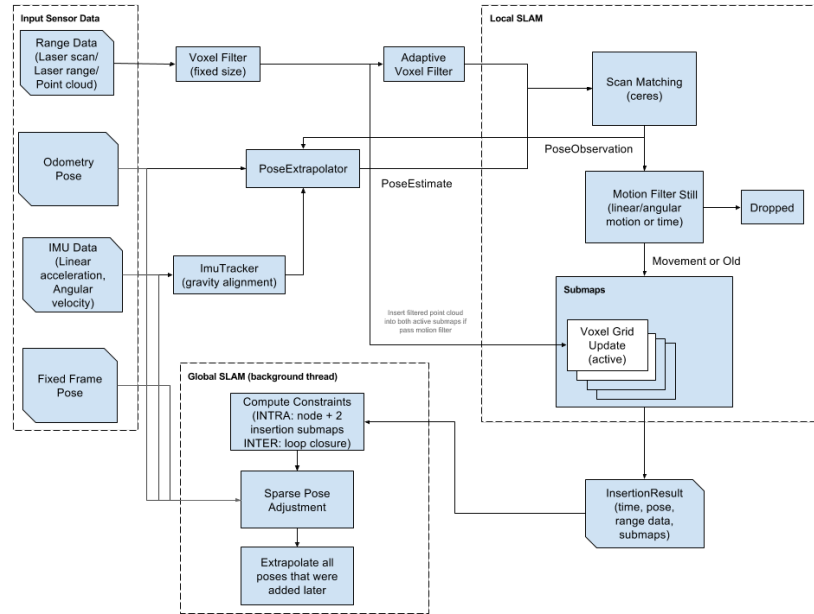 Input Sensor Data
Range Data
(Laser scan/
Laser range/
Point cloud)
Voxel Filter
(fixed size)
Adaptive
Voxel Filter
Local SLAM
Scan Matching
(ceres)
PoseObservation
Odometry
Pose
PoseExtrapolator
PoseEstimate
Motion Filter
(linear/angular
motion or time)
Still
Dropped
IMU Data
(Linear
acceleration,
Angular
velocity)
ImuTracker
(gravity alignment)
Movement or Old
Submaps
Voxel Grid
Update
(active)
Insert filtered point cloud
into both active submaps if
pass motion filter
Fixed Frame
Pose
Global SLAM (background thread)
Compute Constraints
(INTRA: node + 2
insertion submaps
INTER: loop closure)
Sparse Pose
Adjustment
Extrapolate all
poses that were
added later
InsertionResult
(time, pose,
range data,
submaps)